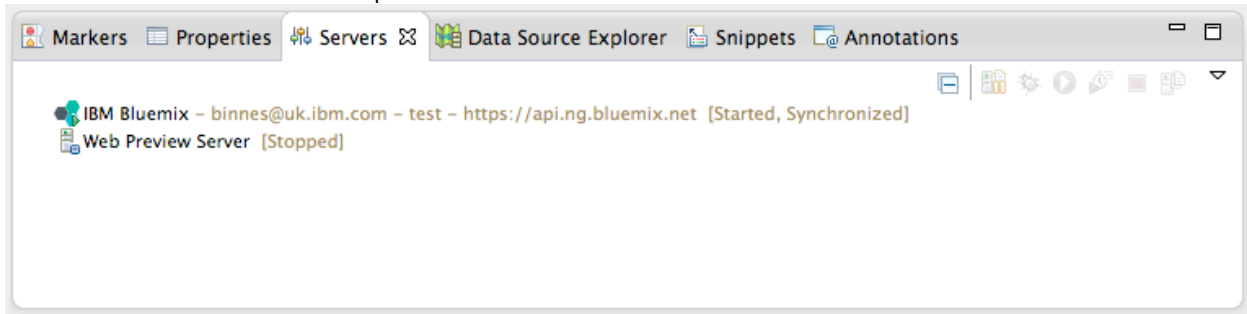 Markers Properties Servers Data Source Explorer Snippets Annotations
IBM Bluemix – binnes@uk.ibm.com – test – https://api.ng.bluemix.net [Started, Synchronized]
Web Preview Server [Stopped]